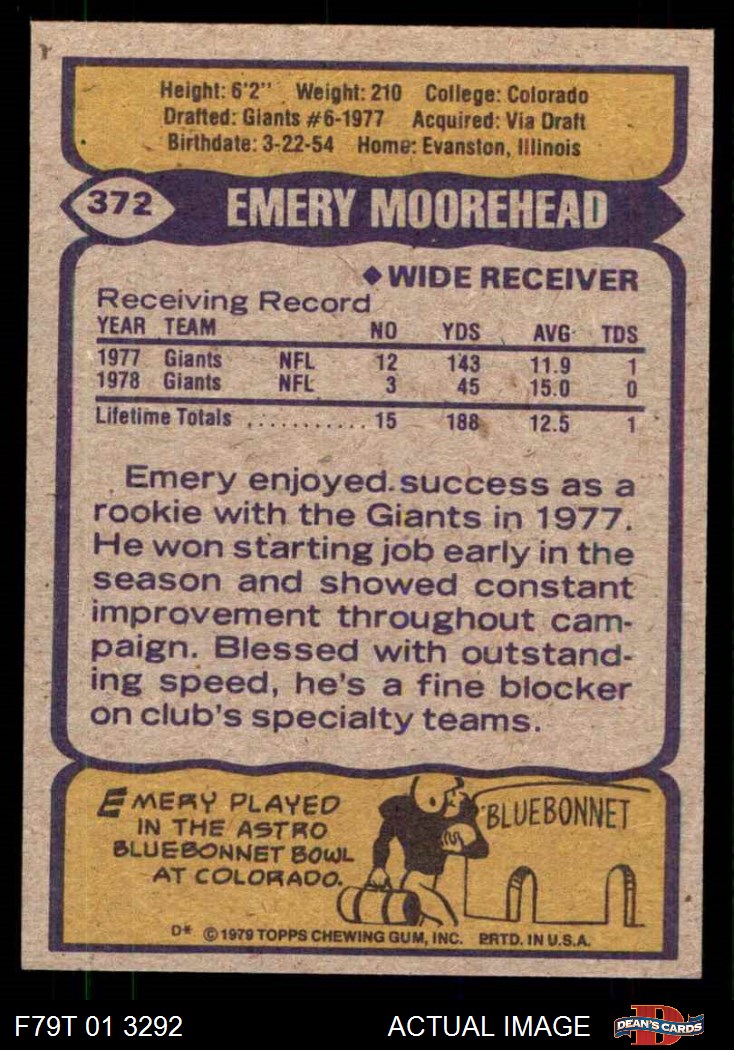 Height: 6'2" Weight: 210 College: Colorado
Drafted: Giants #6-1977 Acquired: Via Draft
Birthdate: 3-22-54 Home: Evanston, Illinois
372 EMERY MOOREHEAD
◆WIDE RECEIVER
Receiving Record
YEAR TEAM NO YDS AVG TDS
1977 Giants NFL 12 143 11.9 1
1978 Giants NFL 3 45 15.0 0
Lifetime Totals ........... 15 188 12.5 1
Emery enjoyed success as a
rookie with the Giants in 1977.
He won starting job early in the
season and showed constant
improvement throughout cam-
paign. Blessed with outstand-
ing speed, he's a fine blocker
on club's specialty teams.
EMERY PLAYED
IN THE ASTRO
BLUEBONNET BOWL
AT COLORADO.
BLUEBONNET
D* © 1979 TOPPS CHEWING GUM, INC. PRTD. IN U.S.A.
F79T 01 3292 ACTUAL IMAGE D DEAN'S CARDS